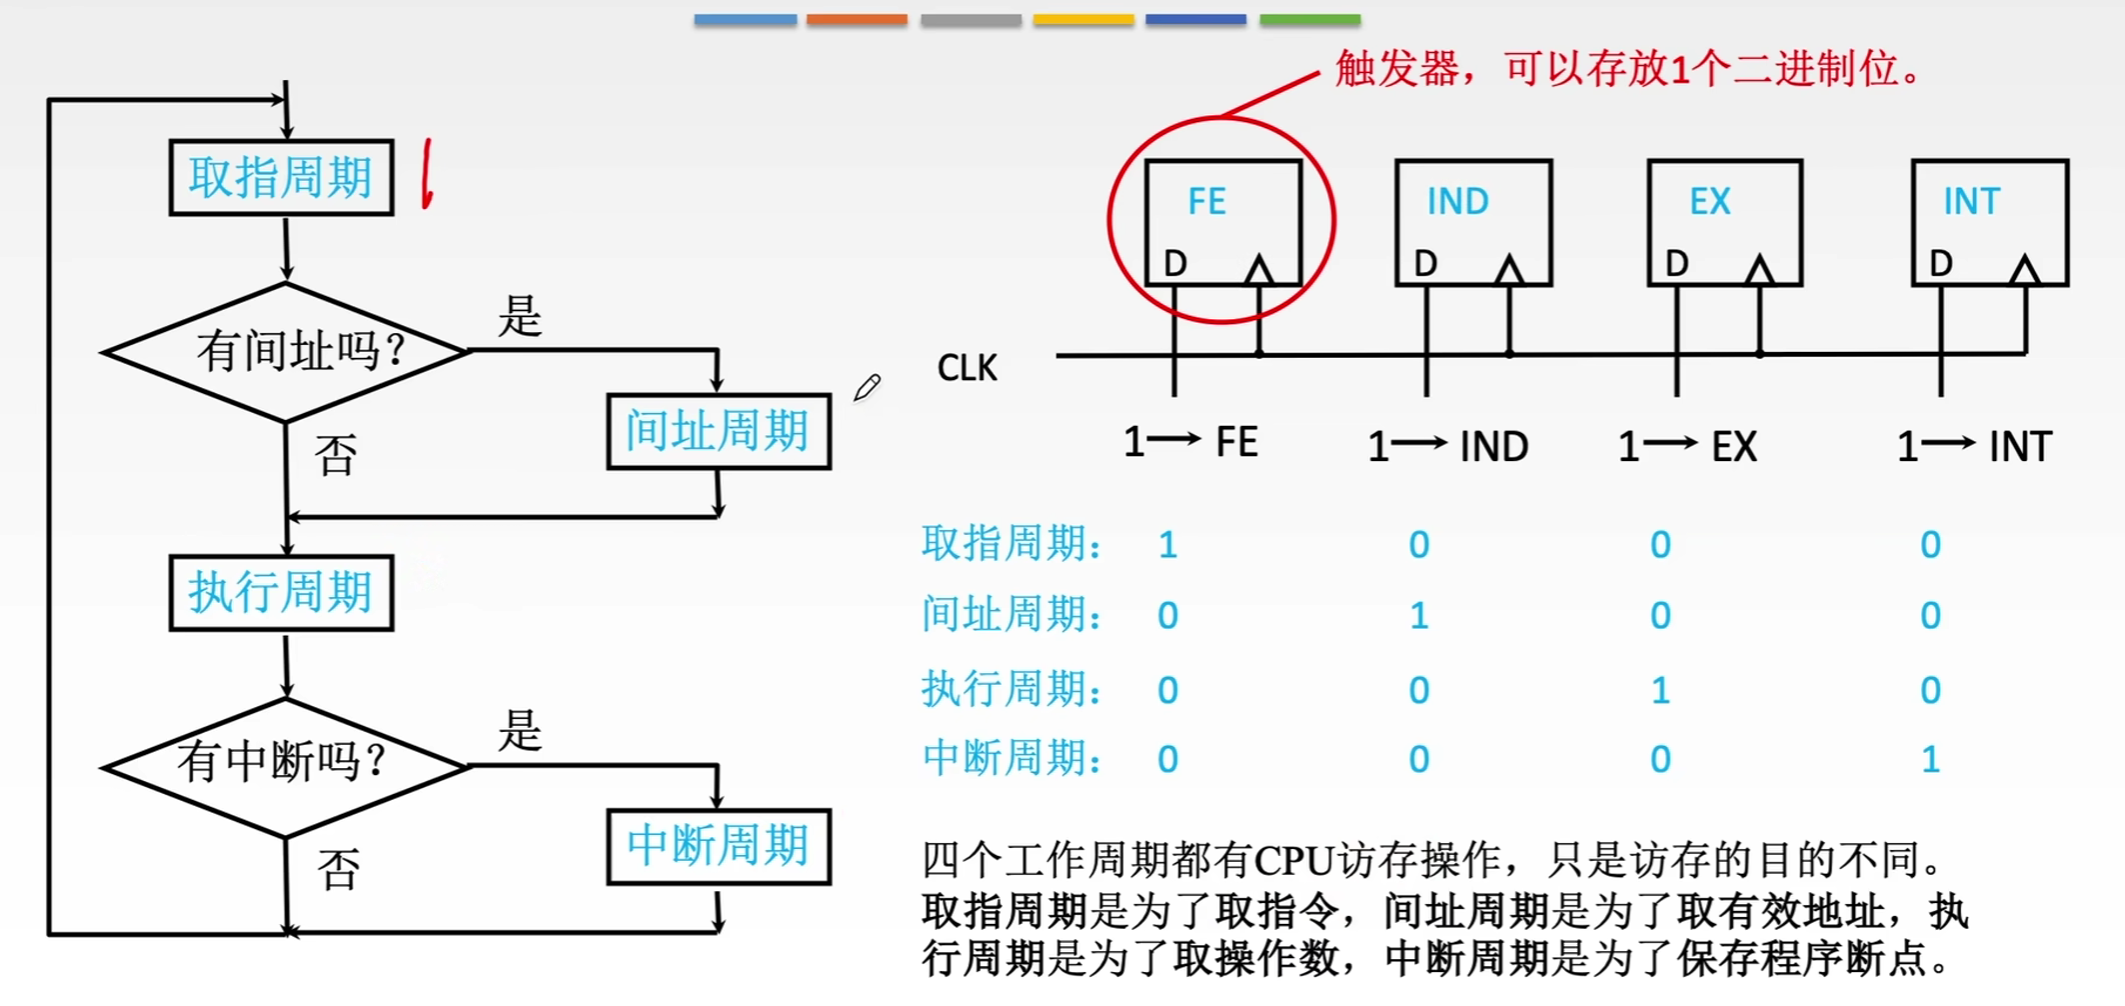 触发器，可以存放1个二进制位。
取指周期
有间址吗？
是
否
间址周期
执行周期
有中断吗？
是
否
中断周期
FE
D
IND
D
EX
D
INT
D
CLK
1→ FE
1→ IND
1→ EX
1→ INT
取指周期： 1 0 0 0
间址周期： 0 1 0 0
执行周期： 0 0 1 0
中断周期： 0 0 0 1
四个工作周期都有CPU访存操作，只是访存的目的不同。
取指周期是为了取指令，间址周期是为了取有效地址，执
行周期是为了取操作数，中断周期是为了保存程序断点。